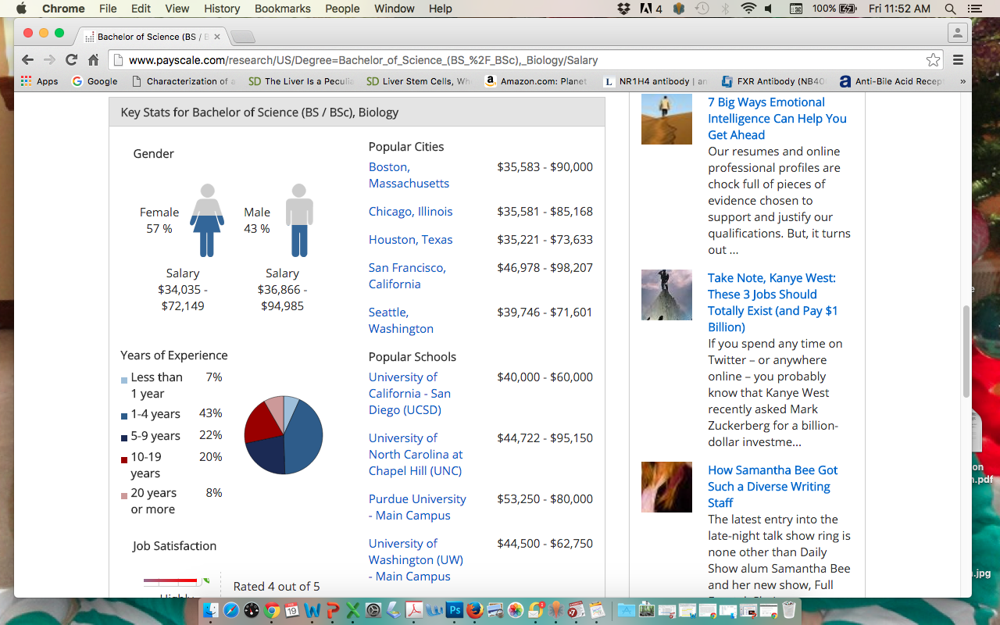 Chrome File Edit View History Bookmarks People Window Help
4 100% Fri 11:52 AM
Bachelor of Science (BS / B
www.payscale.com/research/US/Degree=Bachelor_of_Science_(BS_%2F_BSc),_Biology/Salary
Apps Google Characterization of a SD The Liver Is a Peculia SD Liver Stem Cells, Wh Amazon.com: Planet L NR1H4 antibody | an FXR Antibody (NB40 Anti-Bile Acid Recep »
Key Stats for Bachelor of Science (BS / BSc), Biology
Gender
Female
57 %
Male
43 %
Salary
$34,035 -
$72,149
Salary
$36,866 -
$94,985
Years of Experience
Less than
1 year 7%
1-4 years 43%
5-9 years 22%
10-19
years 20%
20 years
or more 8%
Job Satisfaction
Rated 4 out of 5
Popular Cities
Boston, $35,583 - $90,000
Massachusetts
Chicago, Illinois $35,581 - $85,168
Houston, Texas $35,221 - $73,633
San Francisco, $46,978 - $98,207
California
Seattle, $39,746 - $71,601
Washington
Popular Schools
University of $40,000 - $60,000
California - San
Diego (UCSD)
University of $44,722 - $95,150
North Carolina at
Chapel Hill (UNC)
Purdue University $53,250 - $80,000
- Main Campus
University of $44,500 - $62,750
Washington (UW)
- Main Campus
7 Big Ways Emotional
Intelligence Can Help You
Get Ahead
Our resumes and online
professional profiles are
chock full of pieces of
evidence chosen to
support and justify our
qualifications. But, it turns
out ...
Take Note, Kanye West:
These 3 Jobs Should
Totally Exist (and Pay $1
Billion)
If you spend any time on
Twitter – or anywhere
online – you probably
know that Kanye West
recently asked Mark
Zuckerberg for a billion-
dollar investme...
How Samantha Bee Got
Such a Diverse Writing
Staff
The latest entry into the
late-night talk show ring is
none other than Daily
Show alum Samantha Bee
and her new show, Full
on
n.pdf
.jpg
19